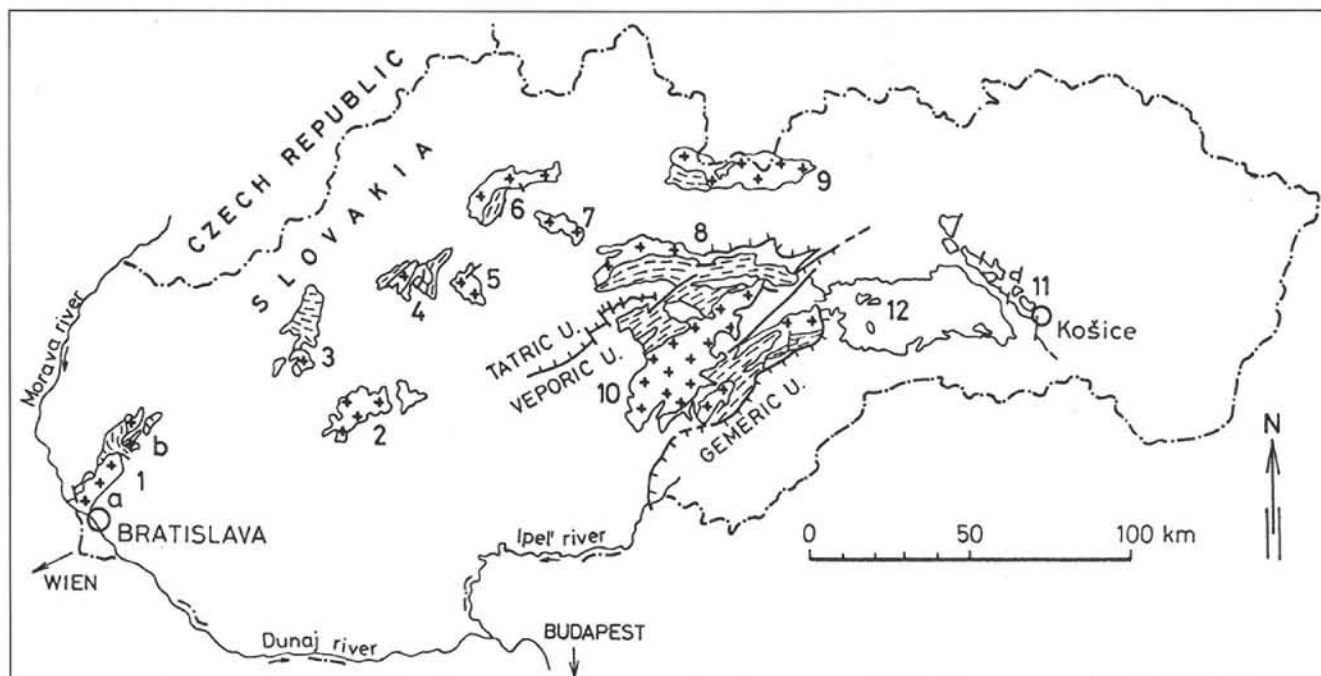 CZECH REPUBLIC
SLOVAKIA
9
6
7
8
Morava river
5
4
d
11
12
Košice
3
TATRIC U.
VEPORIC U.
10
2
GEMERIC U.
N
b
1
a
BRATISLAVA
0 50 100 km
Ipel' river
WIEN
Dunaj river
BUDAPEST